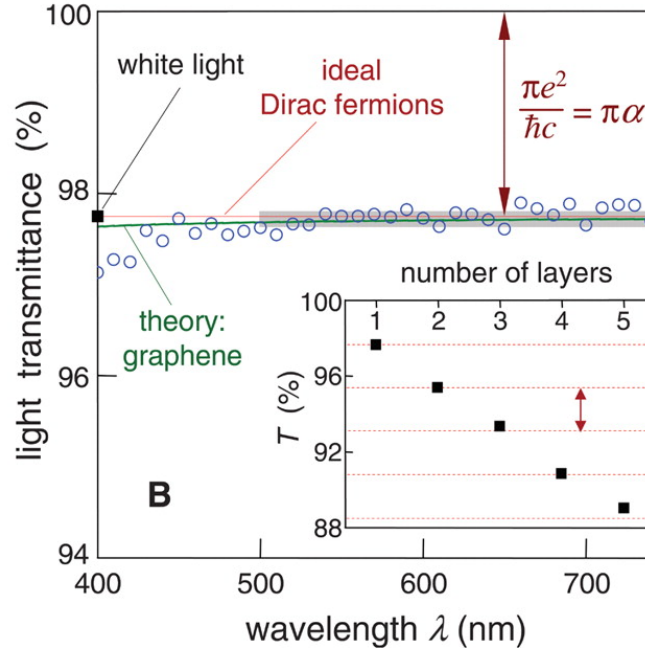 light transmittance (%)
100
98
96
94
white light
ideal
Dirac fermions
πe²
ħc
= πα
theory:
graphene
B
number of layers
1 2 3 4 5
T (%)
100
96
92
88
400 500 600 700
wavelength λ (nm)